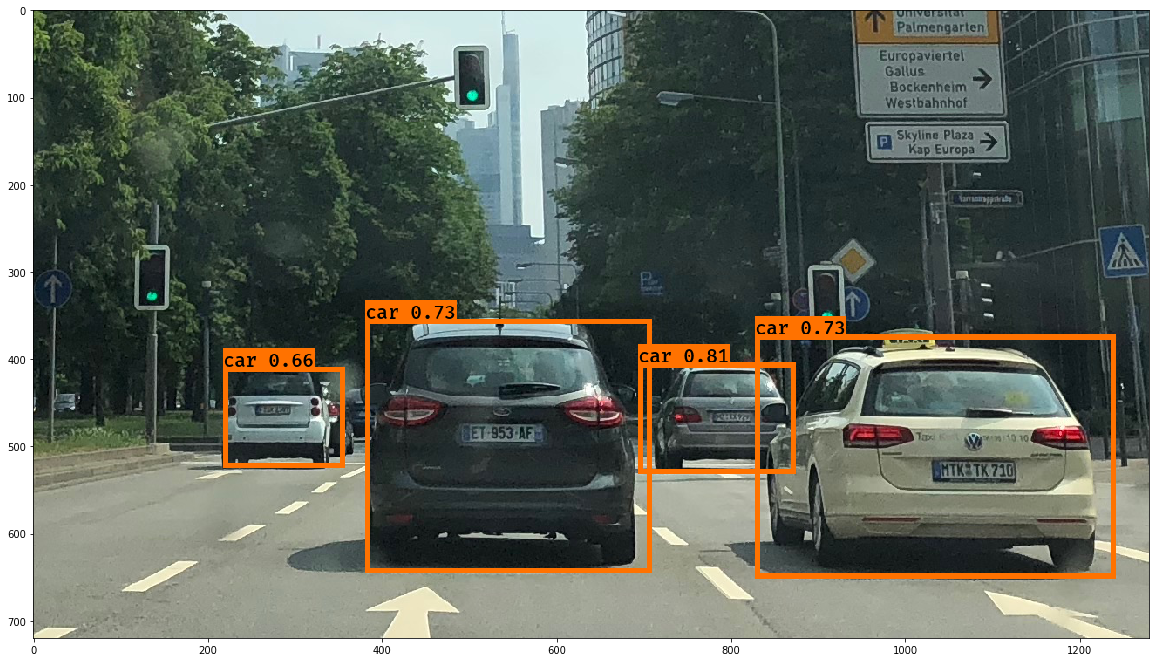 Universität
Palmengarten
Europaviertel
Gallus
Bockenheim
Westbahnhof
P Skyline Plaza
Kap Europa
car 0.73
car 0.73
car 0.81
car 0.66
ET-953-AF
Taxi
MTK TK 710
0
100
200
300
400
500
600
700
0 200 400 600 800 1000 1200